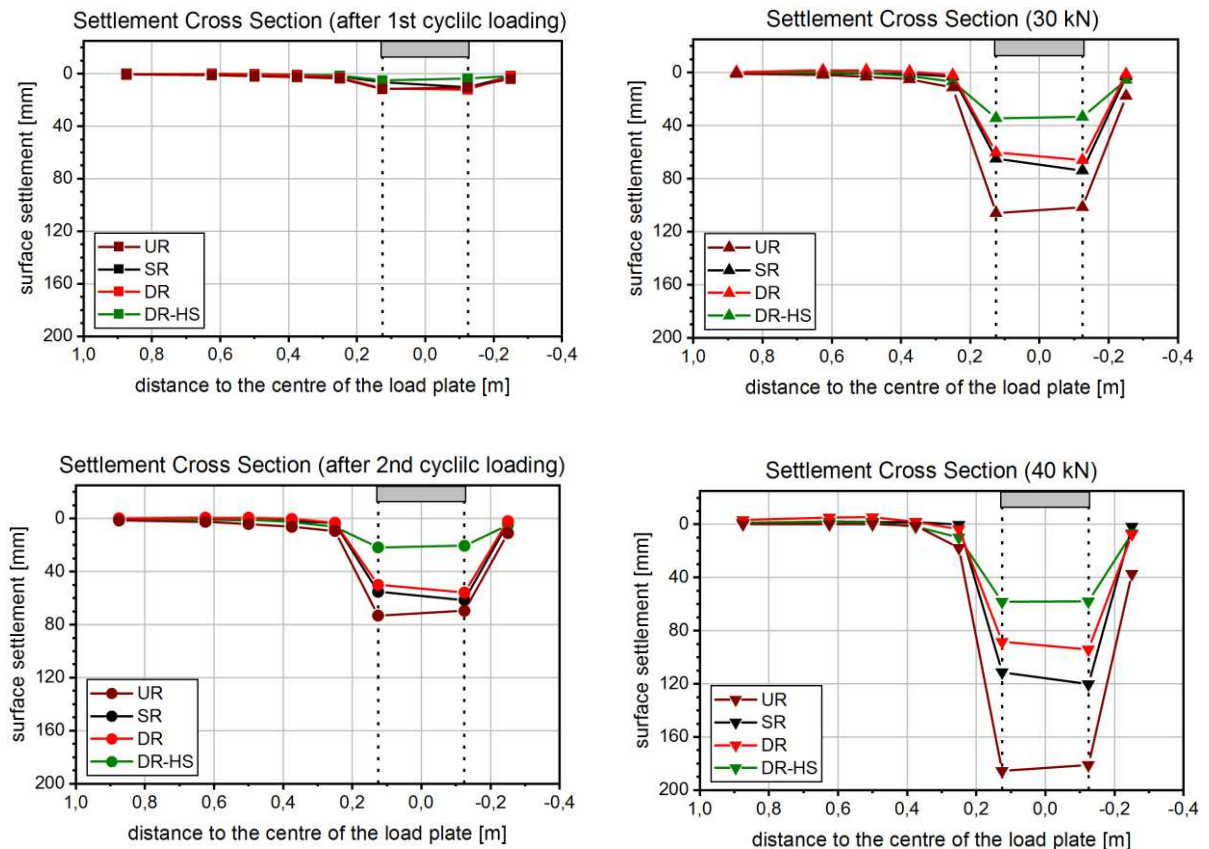 Settlement Cross Section (after 1st cyclilc loading)
surface settlement [mm]
0
40
80
120
160
200
UR
SR
DR
DR-HS
1,0 0,8 0,6 0,4 0,2 0,0 -0,2 -0,4
distance to the centre of the load plate [m]
Settlement Cross Section (30 kN)
surface settlement [mm]
0
40
80
120
160
200
UR
SR
DR
DR-HS
1,0 0,8 0,6 0,4 0,2 0,0 -0,2 -0,4
distance to the centre of the load plate [m]
Settlement Cross Section (after 2nd cyclilc loading)
surface settlement [mm]
0
40
80
120
160
200
UR
SR
DR
DR-HS
1,0 0,8 0,6 0,4 0,2 0,0 -0,2 -0,4
distance to the centre of the load plate [m]
Settlement Cross Section (40 kN)
surface settlement [mm]
0
40
80
120
160
200
UR
SR
DR
DR-HS
1,0 0,8 0,6 0,4 0,2 0,0 -0,2 -0,4
distance to the centre of the load plate [m]